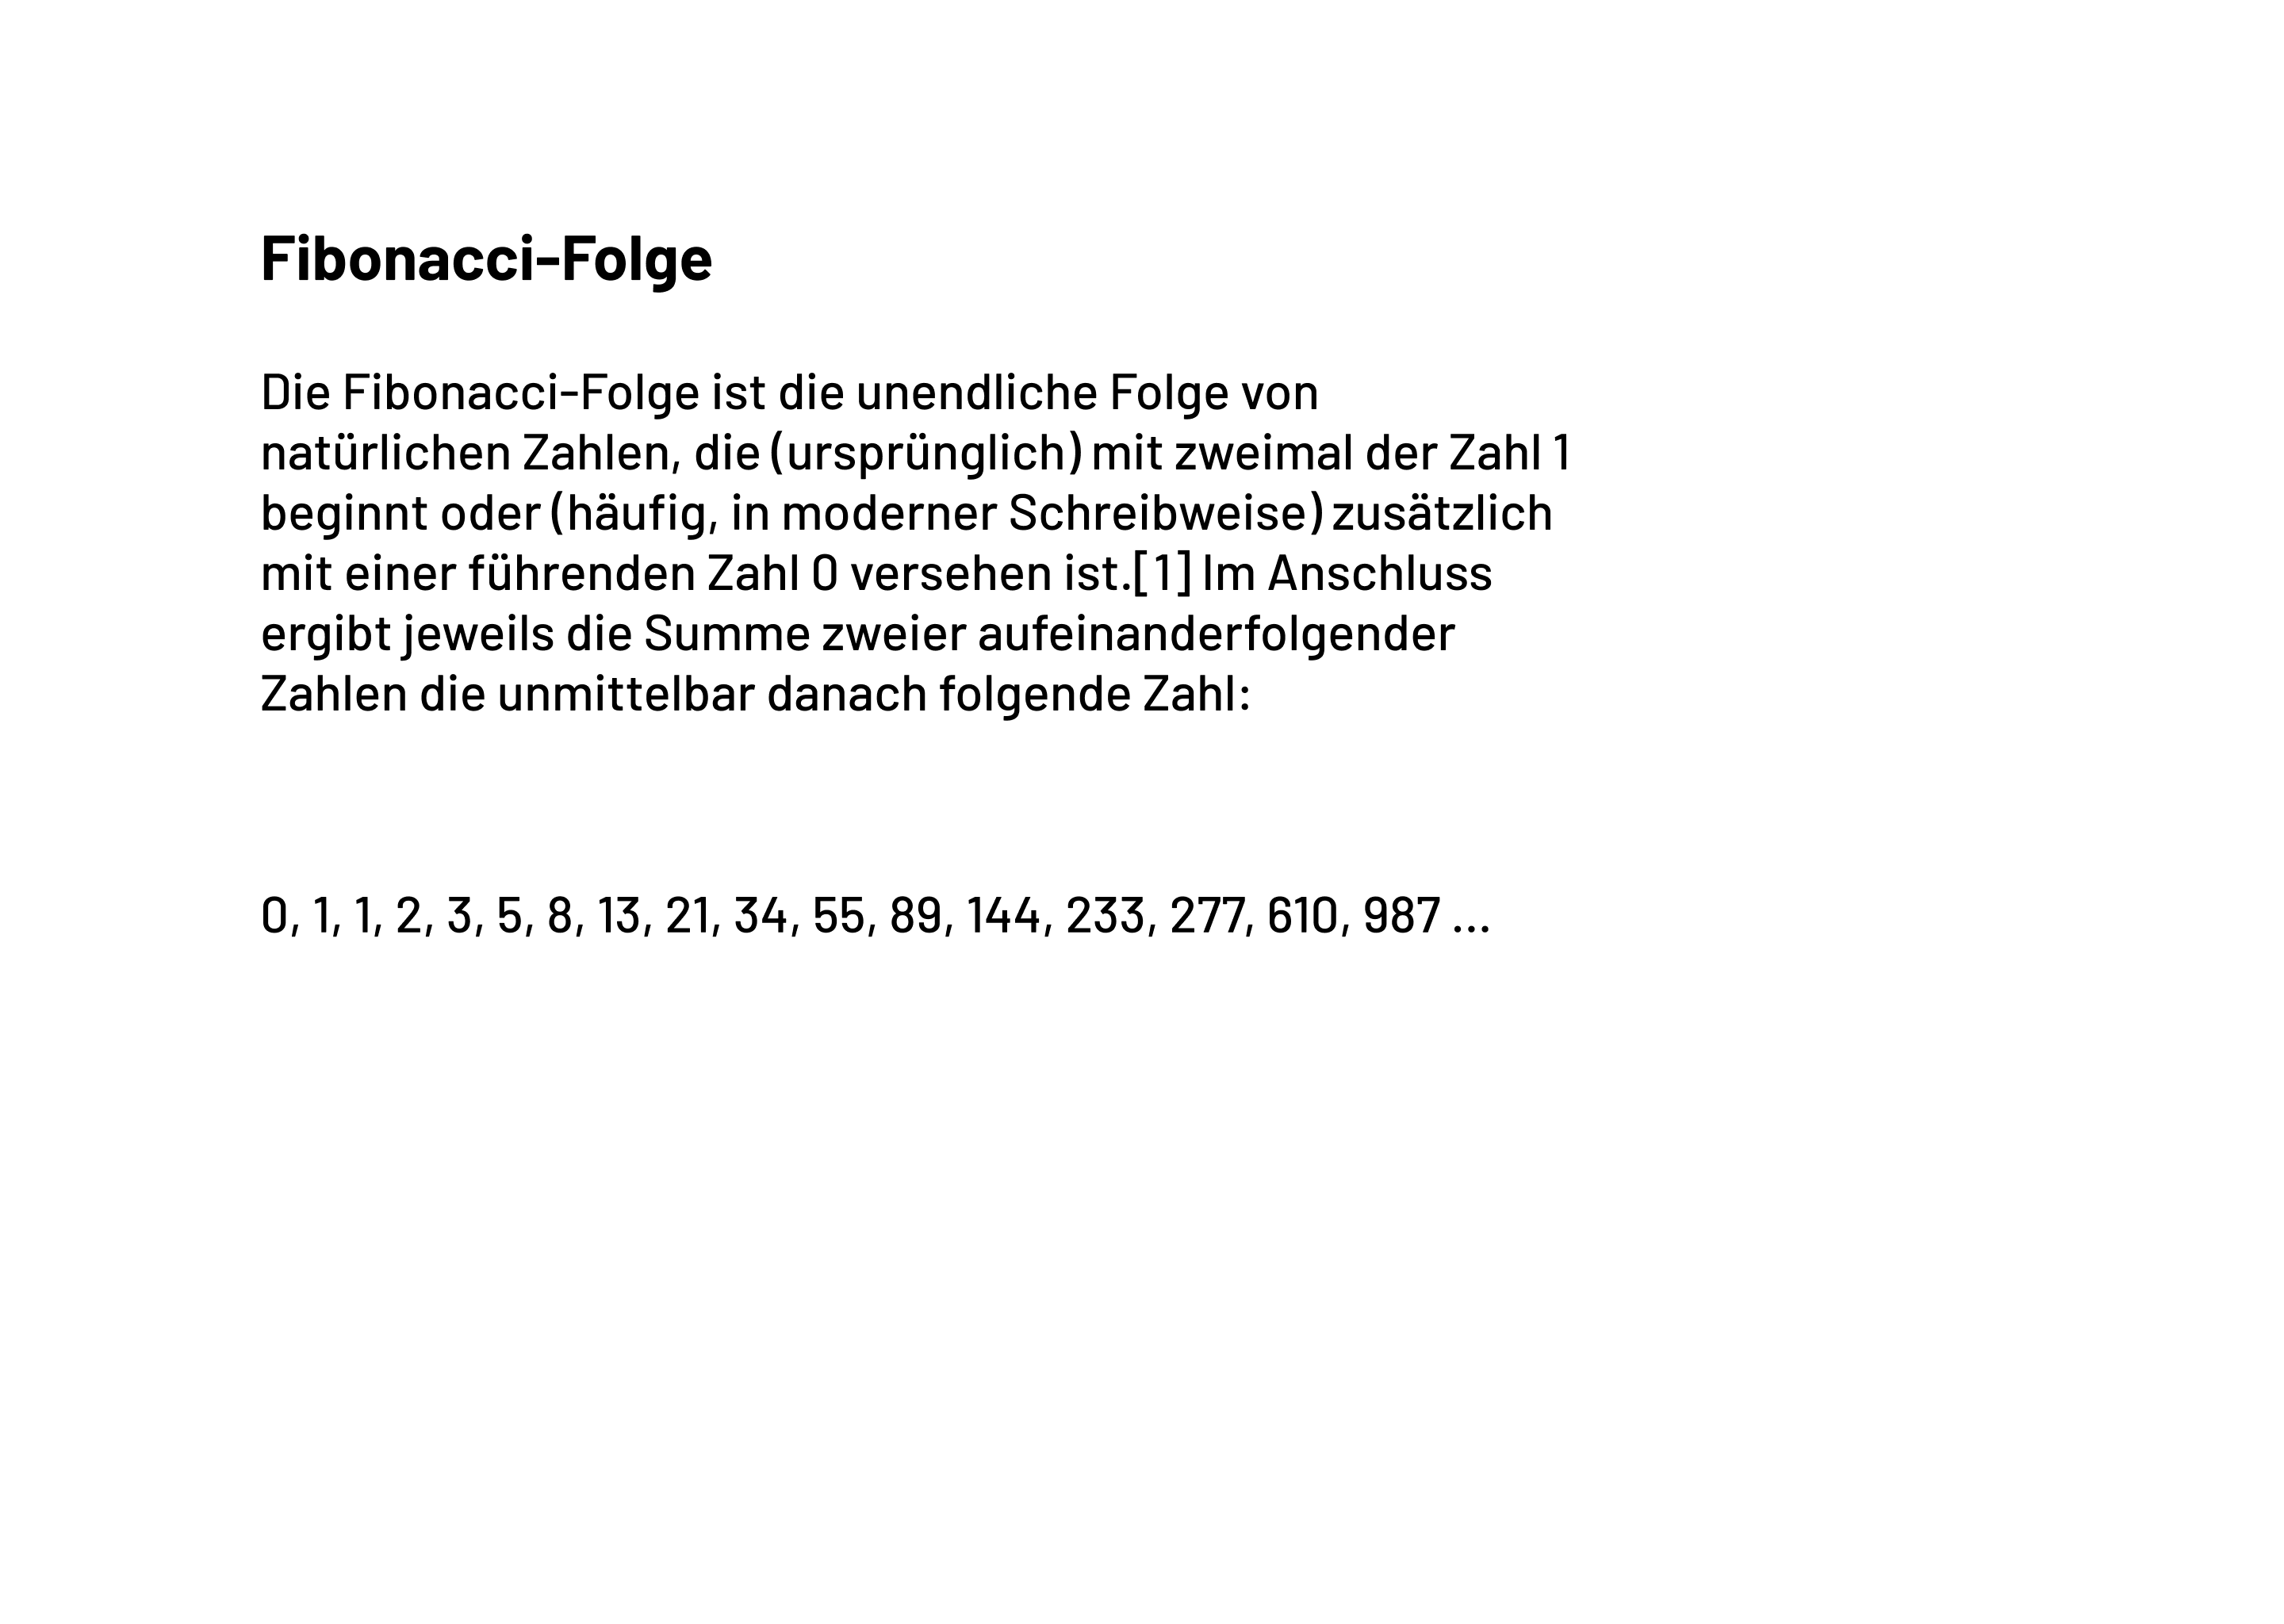 Fibonacci-Folge
Die Fibonacci-Folge ist die unendliche Folge von
natürlichen Zahlen, die (ursprünglich) mit zweimal der Zahl 1
beginnt oder (häufig, in moderner Schreibweise) zusätzlich
mit einer führenden Zahl 0 versehen ist.[1] Im Anschluss
ergibt jeweils die Summe zweier aufeinanderfolgender
Zahlen die unmittelbar danach folgende Zahl:
0, 1, 1, 2, 3, 5, 8, 13, 21, 34, 55, 89, 144, 233, 277, 610, 987 ...